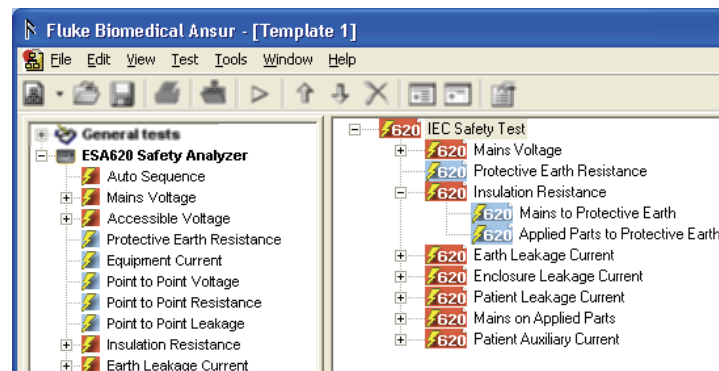 Fluke Biomedical Ansur - [Template 1]
File Edit View Test Tools Window Help
General tests
ESA620 Safety Analyzer
Auto Sequence
Mains Voltage
Accessible Voltage
Protective Earth Resistance
Equipment Current
Point to Point Voltage
Point to Point Resistance
Point to Point Leakage
Insulation Resistance
Earth Leakage Current
620 IEC Safety Test
620 Mains Voltage
620 Protective Earth Resistance
620 Insulation Resistance
620 Mains to Protective Earth
620 Applied Parts to Protective Earth
620 Earth Leakage Current
620 Enclosure Leakage Current
620 Patient Leakage Current
620 Mains on Applied Parts
620 Patient Auxiliary Current